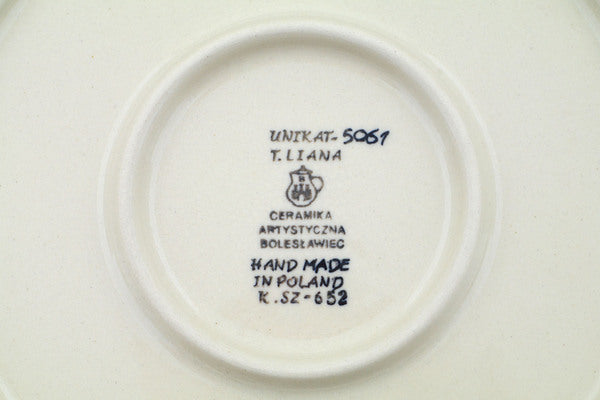 UNIKAT-5061
T. LIANA
B
CERAMIKA
ARTYSTYCZNA
BOLESŁAWIEC
HAND MADE
IN POLAND
K. SZ-652